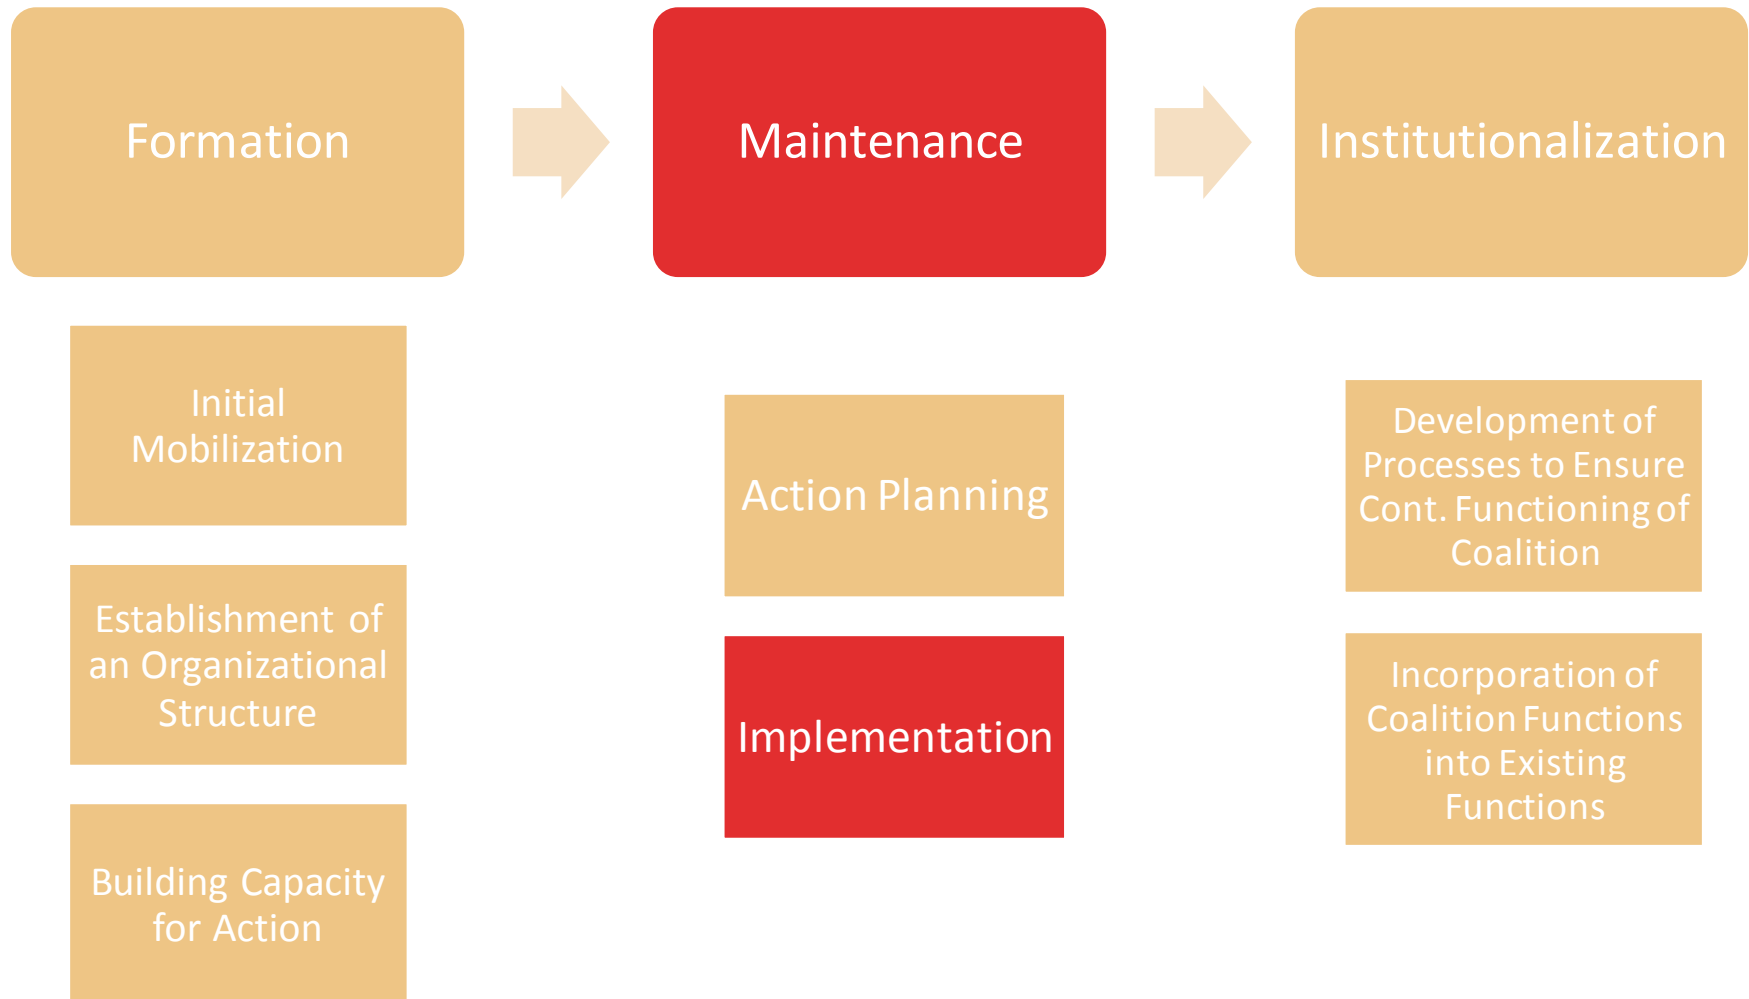 Formation
Maintenance
Institutionalization
Initial
Mobilization
Establishment of
an Organizational
Structure
Building Capacity
for Action
Action Planning
Implementation
Development of
Processes to Ensure
Cont. Functioning of
Coalition
Incorporation of
Coalition Functions
into Existing
Functions